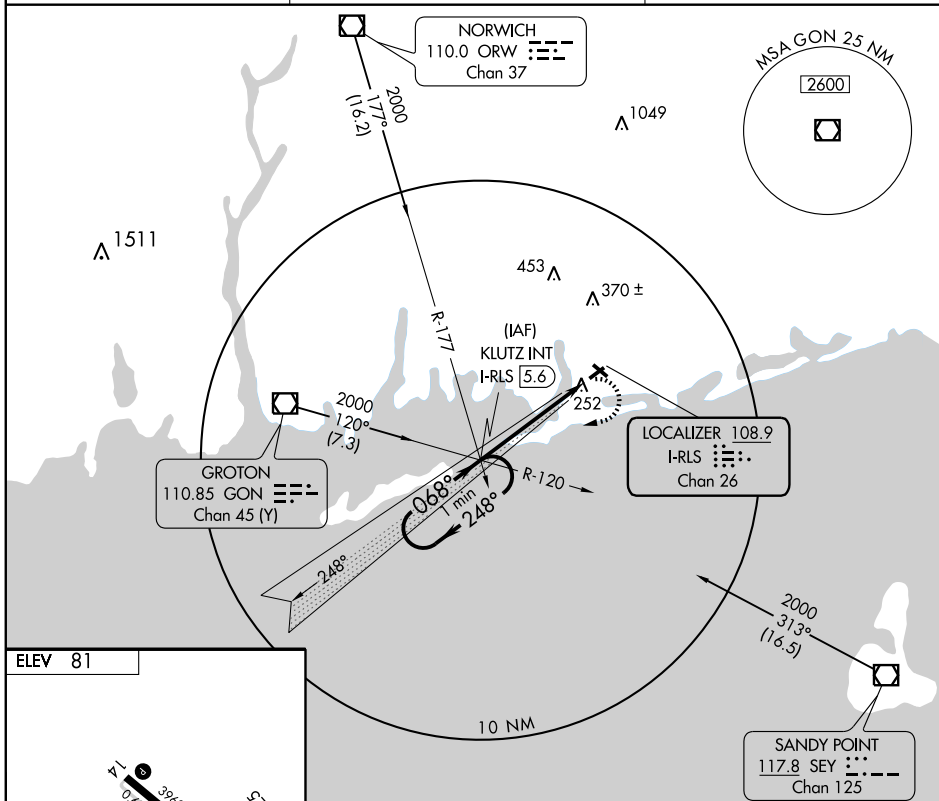 NORWICH
110.0 ORW
Chan 37
MSA GON 25 NM
2600
2000
177°
(16.2)
1049
1511
453
370 ±
R-177
(IAF)
KLUTZ INT
I-RLS 5.6
252
2000
120°
(7.3)
LOCALIZER 108.9
I-RLS
Chan 26
GROTON
110.85 GON
Chan 45 (Y)
R-120
068°
1 min
248°
248°
2000
313°
(16.5)
ELEV 81
10 NM
SANDY POINT
117.8 SEY
Chan 125
14
P